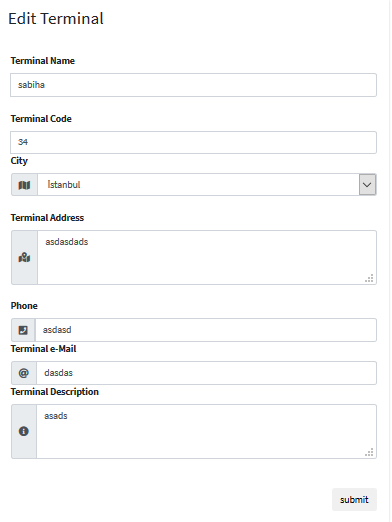 Edit Terminal
Terminal Name
sabiha
Terminal Code
34
City
İstanbul
Terminal Address
asdasdads
Phone
asdasd
Terminal e-Mail
@ dasdas
Terminal Description
asads
submit